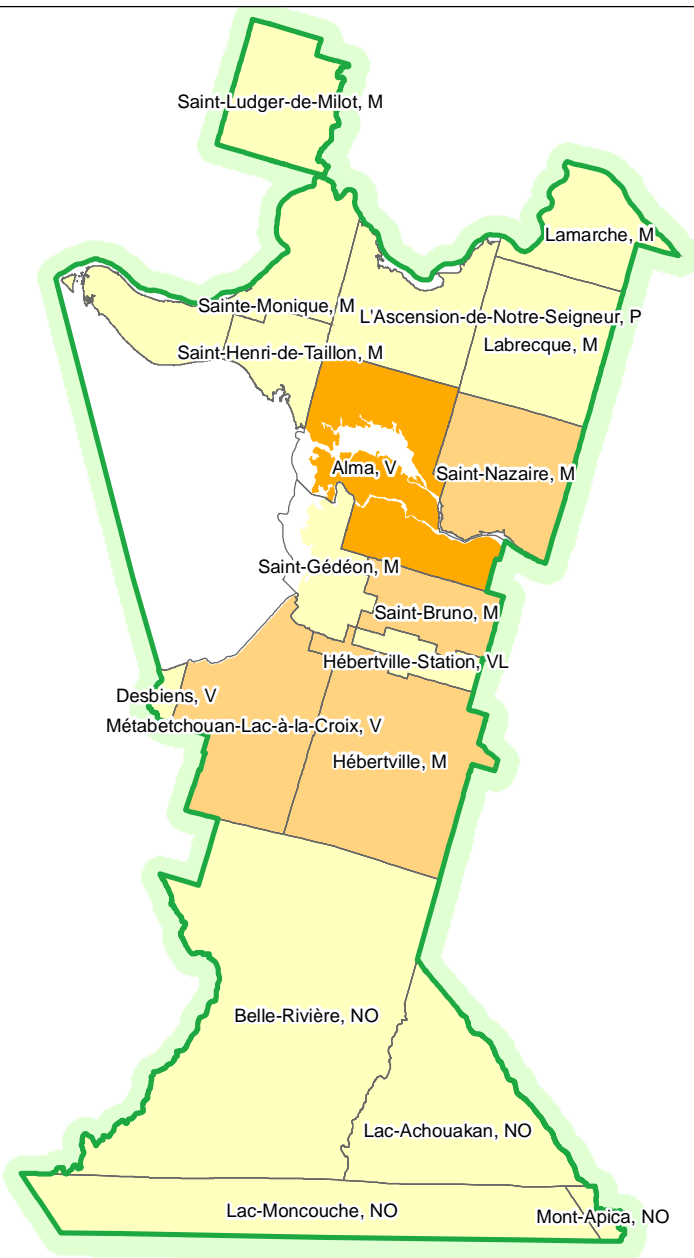 Saint-Ludger-de-Milot, M
Lamarche, M
Sainte-Monique, M
L'Ascension-de-Notre-Seigneur, P
Labrecque, M
Saint-Henri-de-Taillon, M
Alma, V
Saint-Nazaire, M
Saint-Gédéon, M
Saint-Bruno, M
Hébertville-Station, VL
Desbiens, V
Métabetchouan-Lac-à-la-Croix, V
Hébertville, M
Belle-Rivière, NO
Lac-Achouakan, NO
Lac-Moncouche, NO
Mont-Apica, NO